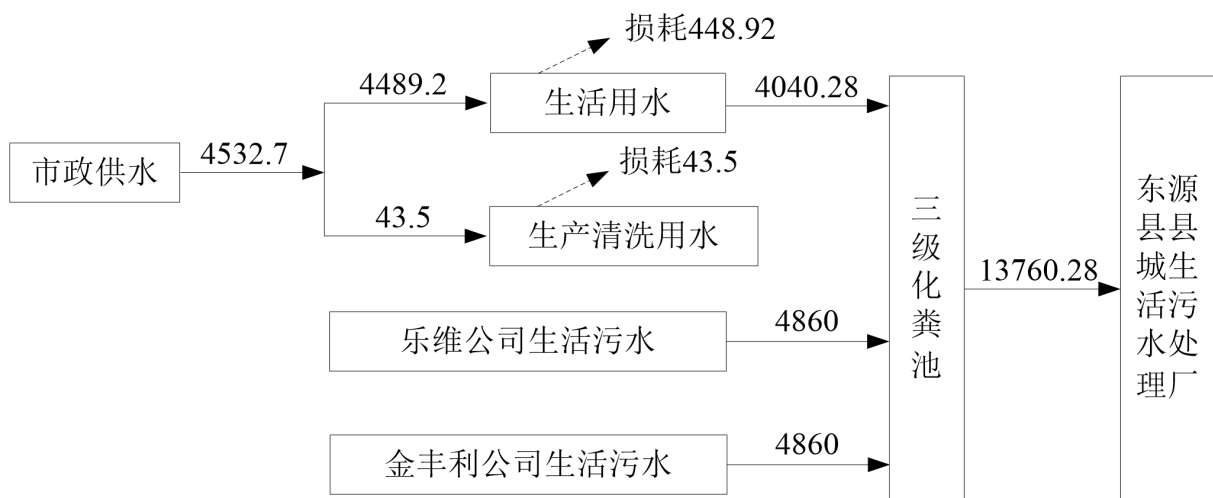 损耗448.92
4489.2
生活用水
4040.28
市政供水
4532.7
损耗43.5
43.5
生产清洗用水
三级化粪池
13760.28
东源县县城生活污水处理厂
乐维公司生活污水
4860
金丰利公司生活污水
4860